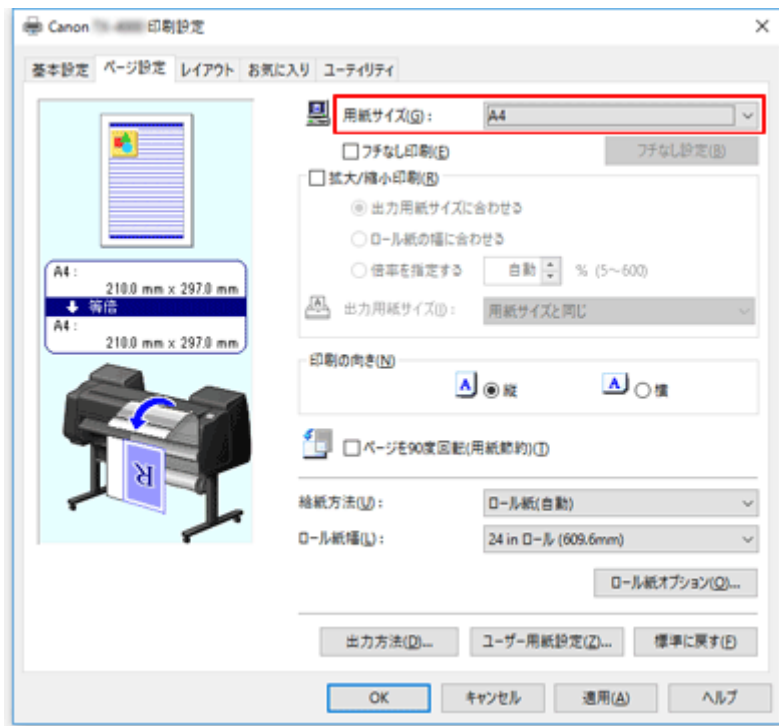 Canon 印刷設定
基本設定 ページ設定 レイアウト お気に入り ユーティリティ
用紙サイズ(G): A4
フチなし印刷(E) フチなし設定(B)
拡大/縮小印刷(R)
出力用紙サイズに合わせる
ロール紙の幅に合わせる
倍率を指定する 自動 % (5~600)
出力用紙サイズ(I): 用紙サイズと同じ
A4 :
210.0 mm x 297.0 mm
等倍
A4 :
210.0 mm x 297.0 mm
印刷の向き(N)
A 縦 A 横
ページを90度回転(用紙節約)(T)
R
給紙方法(U): ロール紙(自動)
ロール紙幅(L): 24 in ロール (609.6mm)
ロール紙オプション(O)...
出力方法(D)... ユーザー用紙設定(Z)... 標準に戻す(F)
OK キャンセル 適用(A) ヘルプ